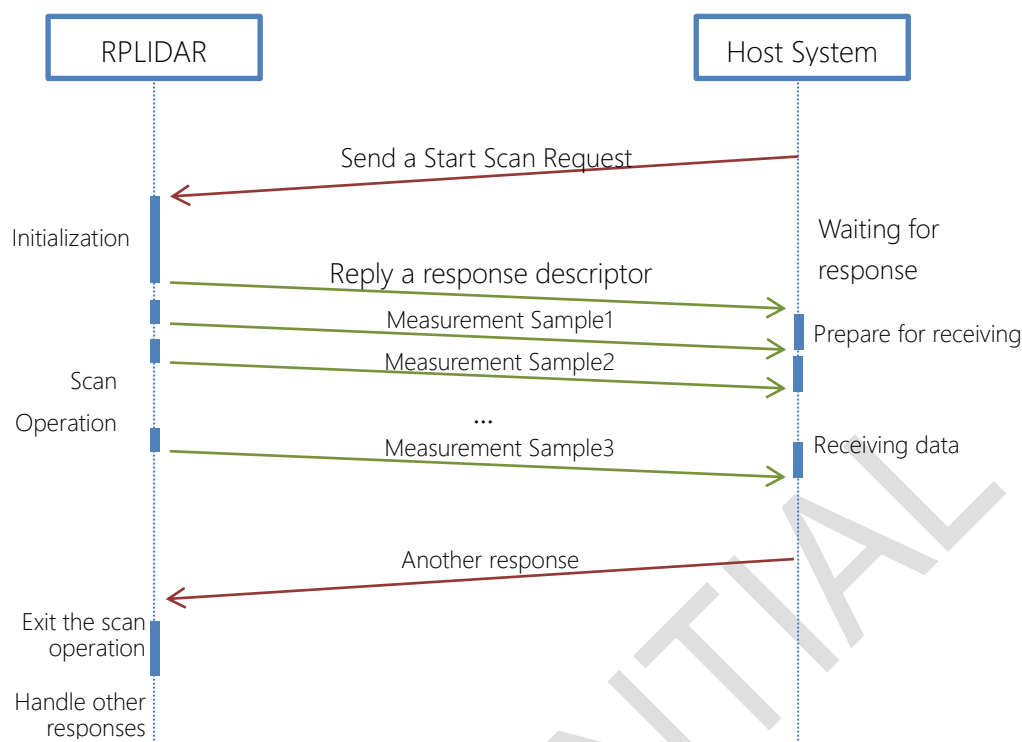 RPLIDAR
Host System
Send a Start Scan Request
Initialization
Waiting for
response
Reply a response descriptor
Measurement Sample1
Prepare for receiving
Measurement Sample2
Scan
Operation
...
Measurement Sample3
Receiving data
Another response
Exit the scan
operation
Handle other
responses
NTIAL